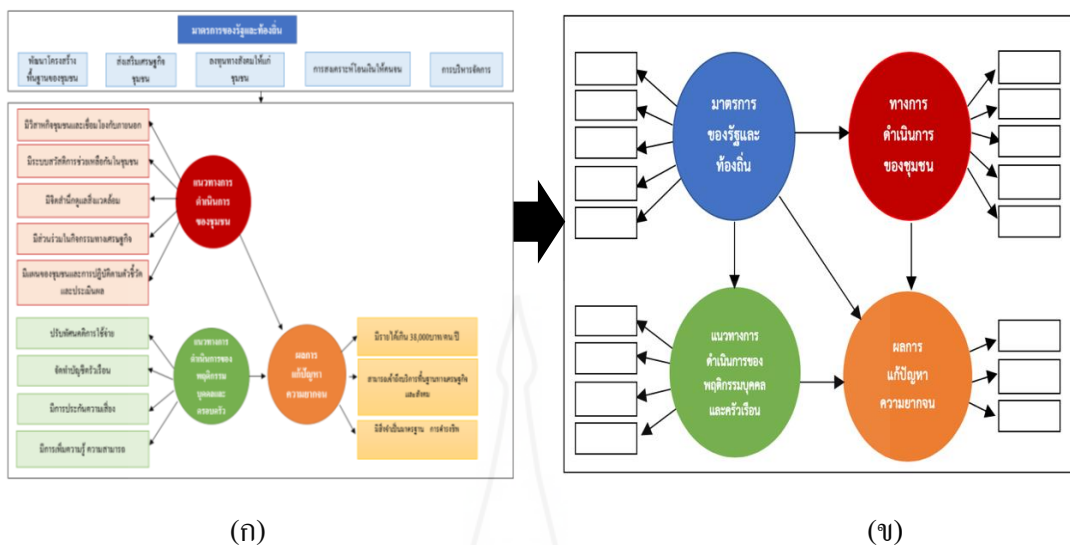 มาตรการของรัฐและท้องถิ่น
พัฒนาโครงสร้าง
พื้นฐานของชุมชน
ส่งเสริมเศรษฐกิจ
ชุมชน
ลงทุนทางสังคมให้แก่
ชุมชน
การสงเคราะห์โอนเงินให้คนจน
การบริหารจัดการ
มีวิสาหกิจชุมชนและเชื่อมโยงกับภายนอก
มีระบบสวัสดิการช่วยเหลือกันในชุมชน
มีจิตสำนึกดูแลสิ่งแวดล้อม
มีส่วนร่วมในกิจกรรมทางเศรษฐกิจ
มีแผนของชุมชนและการปฏิบัติตามตัวชี้วัด
และประเมินผล
แนวทางการ
ดำเนินการ
ของชุมชน
ปรับทัศนคติการใช้จ่าย
จัดทำบัญชีครัวเรือน
มีการประกันความเสี่ยง
มีการเพิ่มความรู้ ความสามารถ
แนวทางการ
ดำเนินการของ
พฤติกรรม
บุคคลและ
ครอบครัว
ผลการ
แก้ปัญหา
ความยากจน
มีรายได้เกิน 38,000บาท/คน/ปี
สามารถเข้าถึงบริการพื้นฐานทางเศรษฐกิจ
และสังคม
มีสิ่งจำเป็นมาตรฐาน การดำรงชีพ
(ก)
มาตรการ
ของรัฐและ
ท้องถิ่น
ทางการ
ดำเนินการ
ของชุมชน
แนวทางการ
ดำเนินการของ
พฤติกรรมบุคคล
และครัวเรือน
ผลการ
แก้ปัญหา
ความยากจน
(ข)